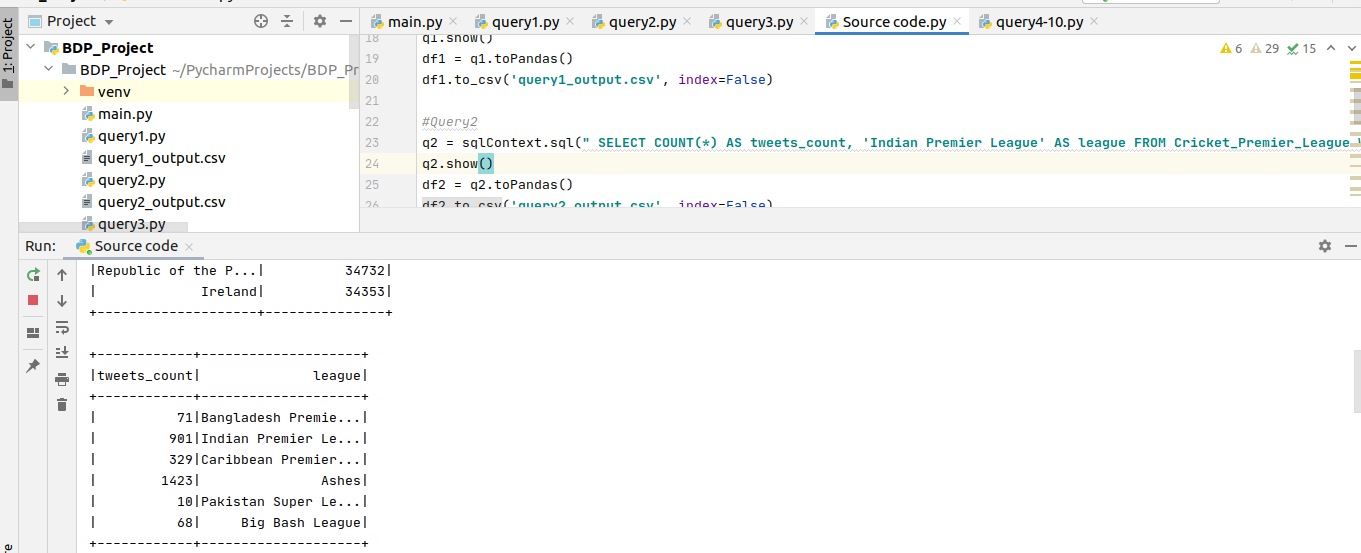 Project
main.py
query1.py
query2.py
query3.py
Source code.py
query4-10.py
1: Project
BDP_Project
BDP_Project ~/PycharmProjects/BDP_Pr
venv
main.py
query1.py
query1_output.csv
query2.py
query2_output.csv
query3.py
18 q1.show()
19 df1 = q1.toPandas()
20 df1.to_csv('query1_output.csv', index=False)
21
22 #Query2
23 q2 = sqlContext.sql(" SELECT COUNT(*) AS tweets_count, 'Indian Premier League' AS league FROM Cricket_Premier_League
24 q2.show()
25 df2 = q2.toPandas()
26 df2.to_csv('query2_output.csv', index=False)
6 29 15
Run: Source code
|Republic of the P...| 34732|
| Ireland| 34353|
+--------------------+---------------+
+------------+--------------------+
|tweets_count| league|
+------------+--------------------+
| 71|Bangladesh Premie...|
| 901|Indian Premier Le...|
| 329|Caribbean Premier...|
| 1423| Ashes|
| 10|Pakistan Super Le...|
| 68| Big Bash League|
+------------+--------------------+